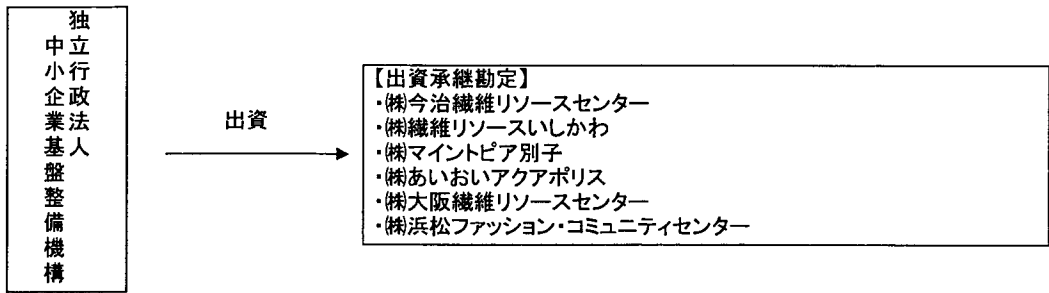 独立行政法人
中小企業基盤整備機構
出資
【出資承継勘定】
・㈱今治繊維リソースセンター
・㈱繊維リソースいしかわ
・㈱マイントピア別子
・㈱あいおいアクアポリス
・㈱大阪繊維リソースセンター
・㈱浜松ファッション・コミュニティセンター